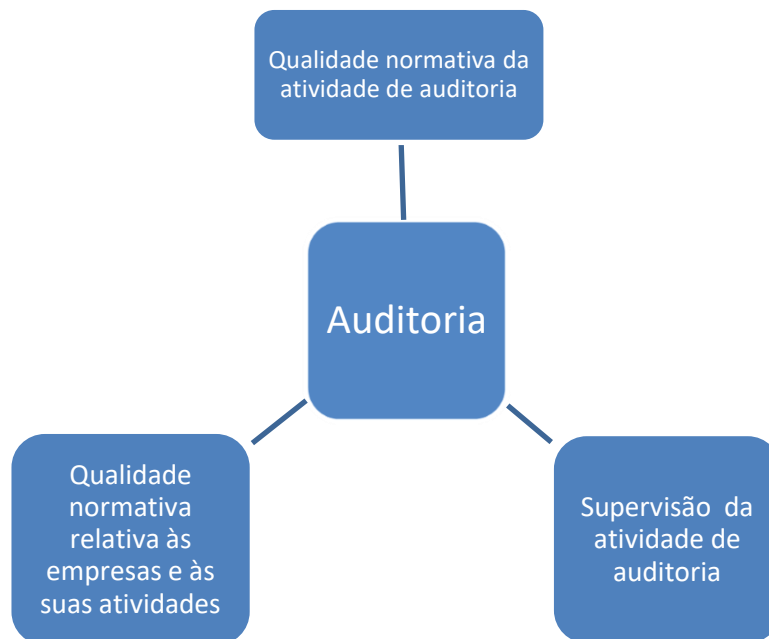 Qualidade normativa da
atividade de auditoria
Auditoria
Qualidade
normativa
relativa às
empresas e às
suas atividades
Supervisão da
atividade de
auditoria